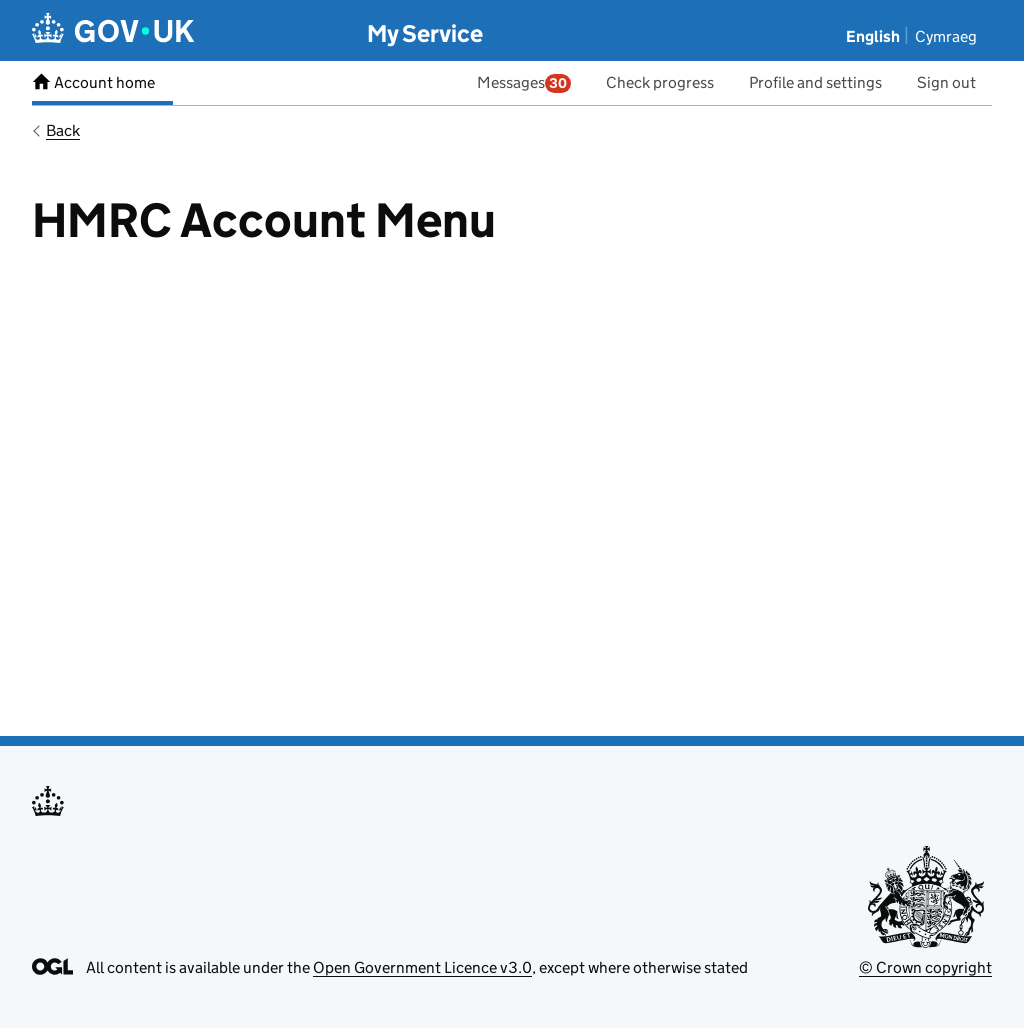 GOV·UK My Service English Cymraeg
Account home Messages 30 Check progress Profile and settings Sign out
Back
HMRC Account Menu
QUI
DIEU ET MON DROIT
OGL All content is available under the Open Government Licence v3.0, except where otherwise stated © Crown copyright